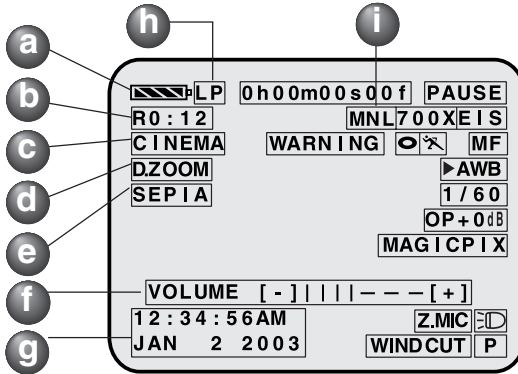 h i
a LP 0h00m00s00f PAUSE
b R0:12 MNL 700X EIS
c CINEMA WARNING MF
d D.ZOOM ▶AWB
e SEPIA 1/60
OP+0dB
MAGICPIX
f VOLUME [-]||||---[+]
12:34:56AM Z.MIC
g JAN 2 2003 WINDCUT P